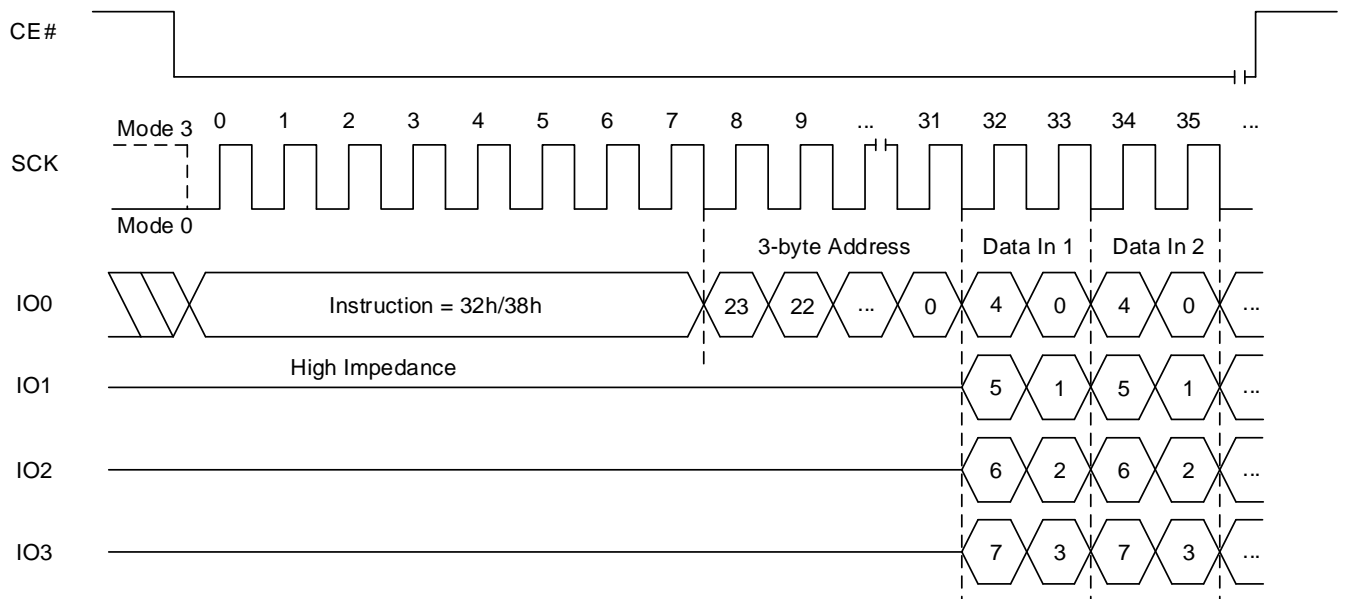 CE#
Mode 3 0 1 2 3 4 5 6 7 8 9 ... 31 32 33 34 35 ...
SCK
Mode 0
3-byte Address Data In 1 Data In 2
IO0 Instruction = 32h/38h 23 22 ... 0 4 0 4 0 ...
High Impedance
IO1 5 1 5 1 ...
IO2 6 2 6 2 ...
IO3 7 3 7 3 ...